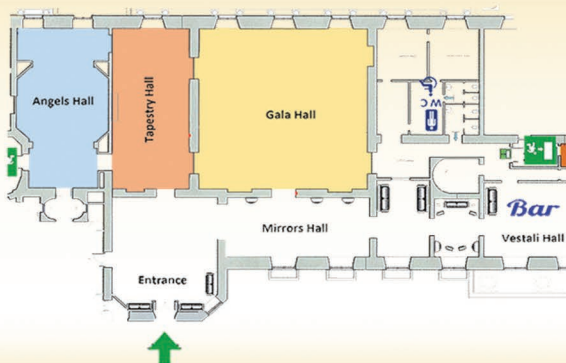 Angels Hall
Tapestry Hall
Gala Hall
WC
Mirrors Hall
Bar
Vestali Hall
Entrance